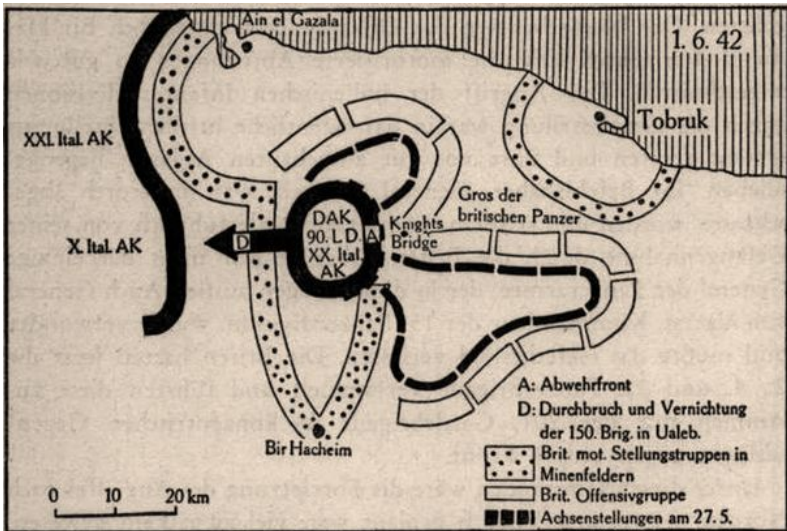 Ain el Gazala
1.6.42
Tobruk
XXI. Ital. AK
X. Ital. AK
DAK
90. L D. A
XX. Ital.
AK
D
Knights
Bridge
Gros der
britischen Panzer
Bir Hacheim
A: Abwehrfront
D: Durchbruch und Vernichtung
der 150. Brig. in Ualeb.
Brit. mot. Stellungstruppen in
Minenfeldern
Brit. Offensivgruppe
Achsenstellungen am 27.5.
0 10 20 km